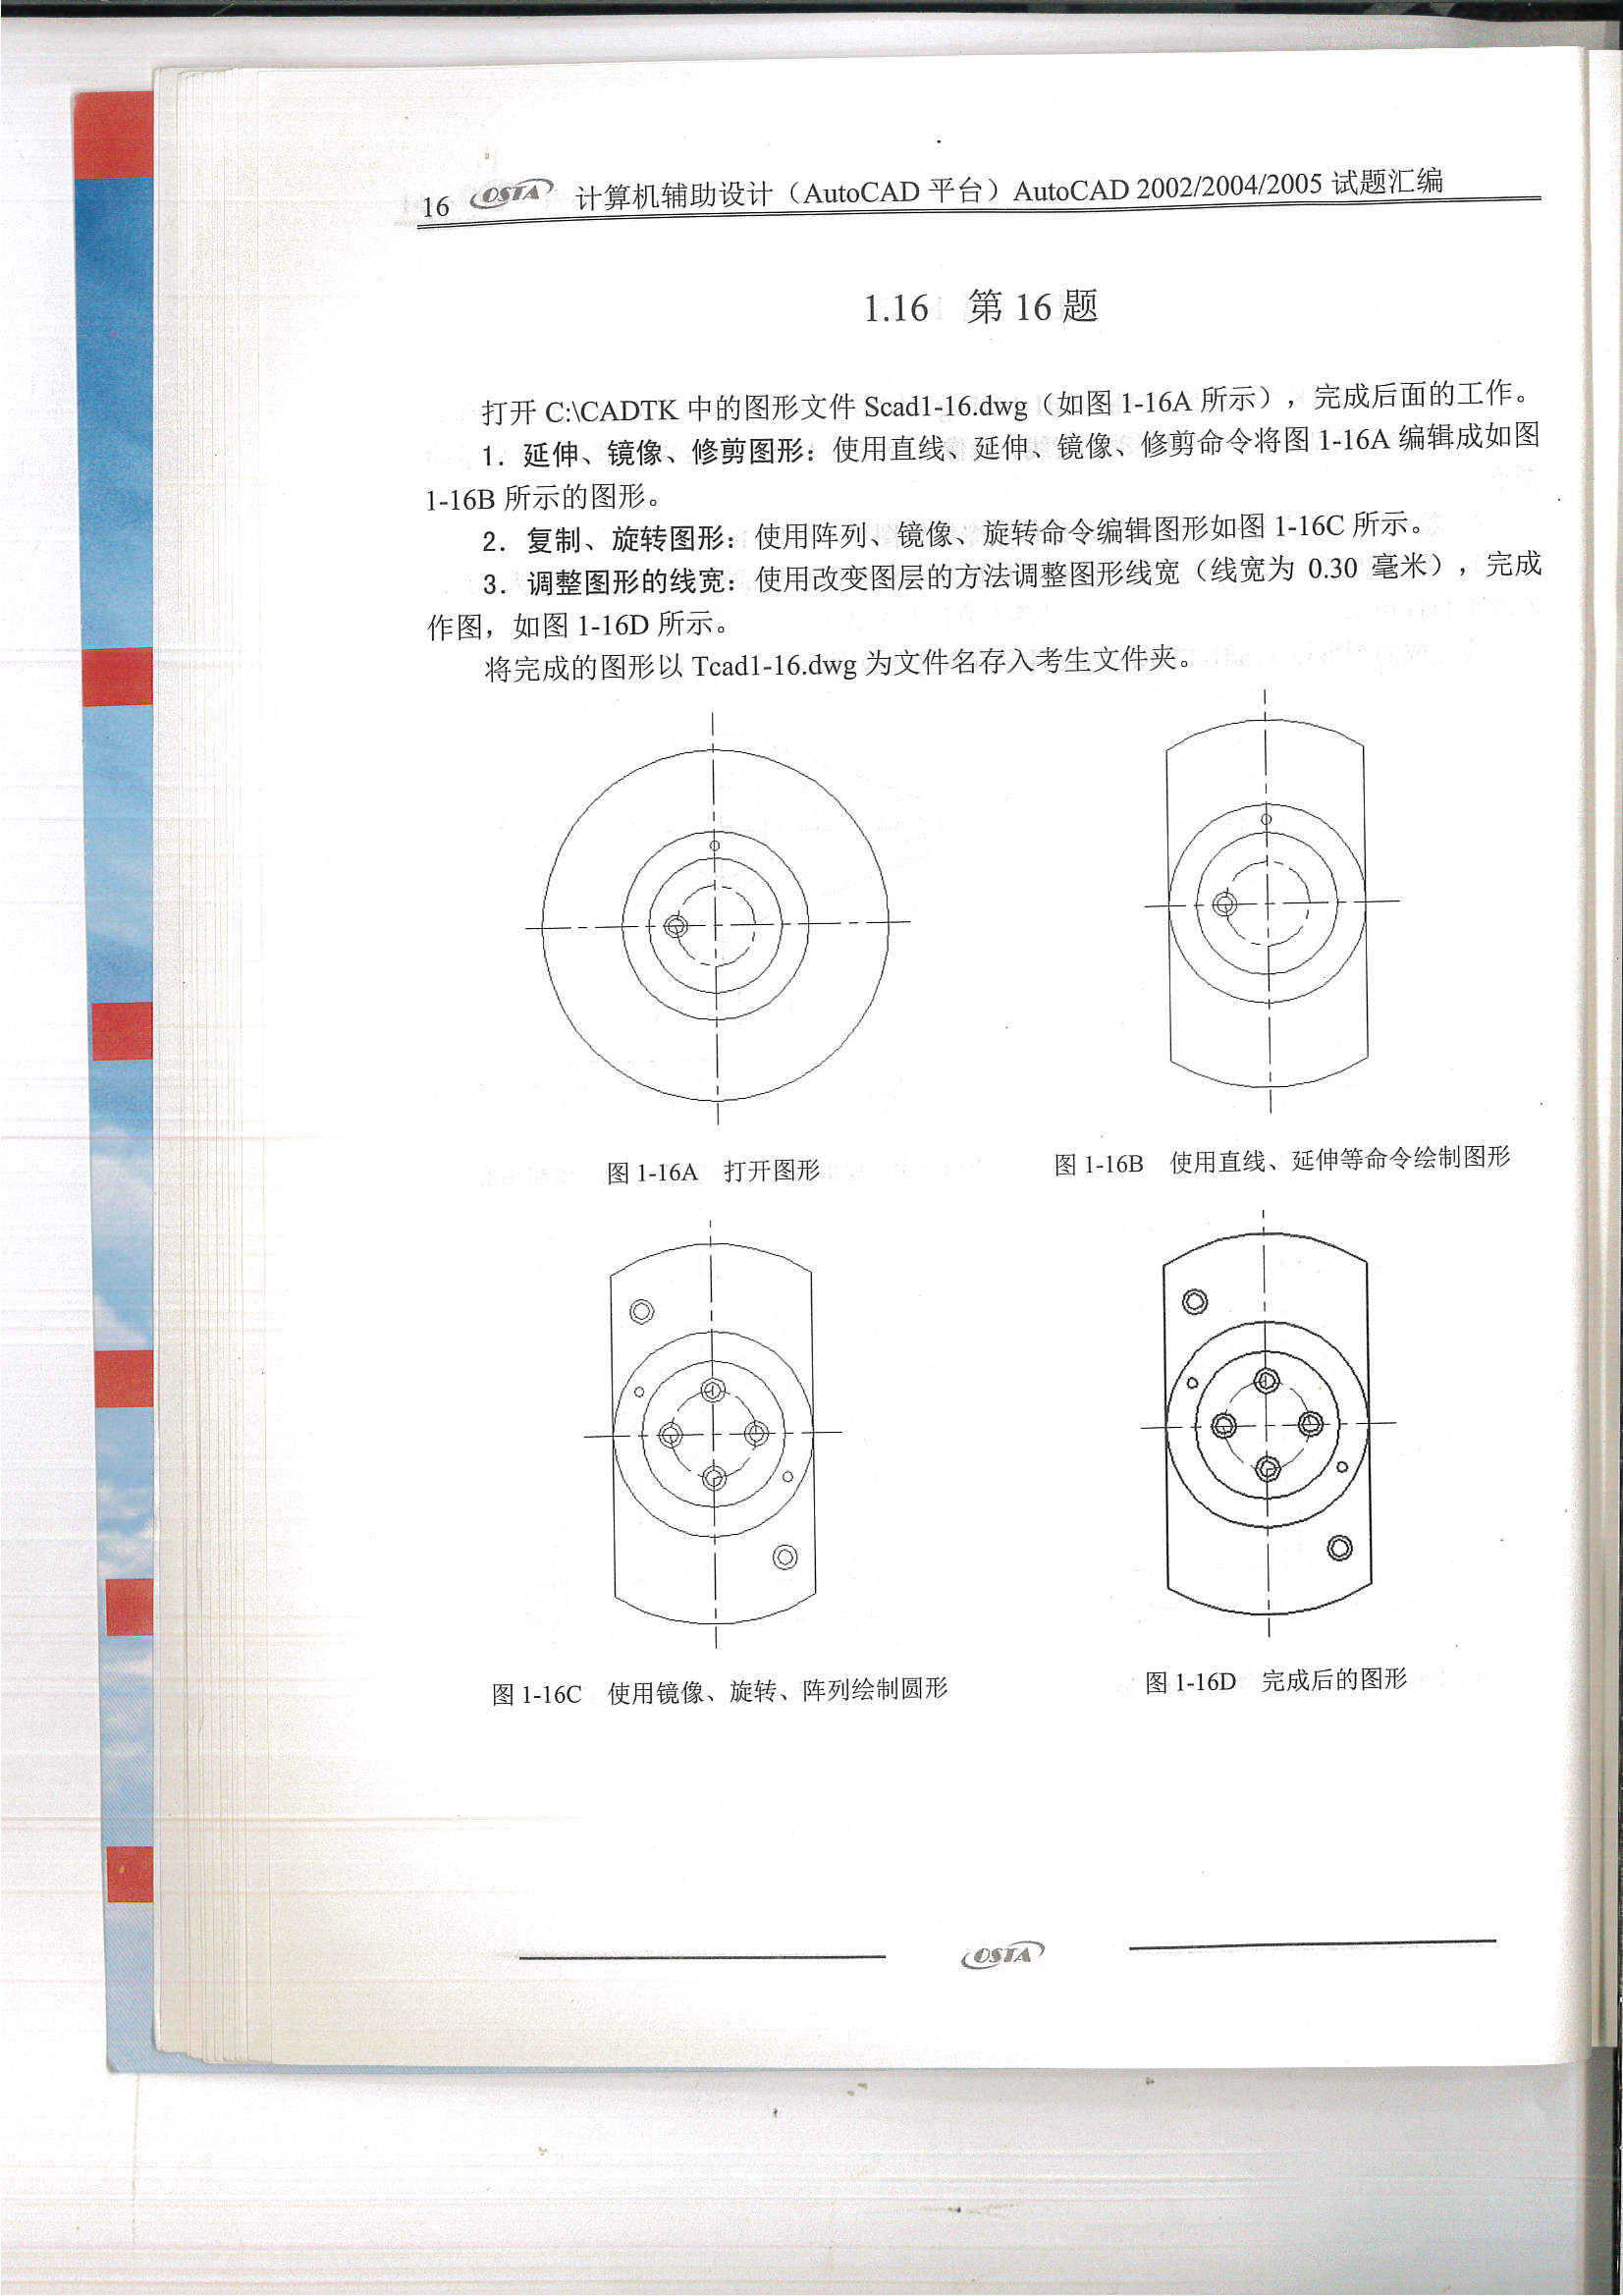 16 OSTA 计算机辅助设计（AutoCAD 平台）AutoCAD 2002/2004/2005 试题汇编
1.16 第 16 题
打开 C:\CADTK 中的图形文件 Scad1-16.dwg（如图 1-16A 所示），完成后面的工作。
1．延伸、镜像、修剪图形：使用直线、延伸、镜像、修剪命令将图 1-16A 编辑成如图
1-16B 所示的图形。
2．复制、旋转图形：使用阵列、镜像、旋转命令编辑图形如图 1-16C 所示。
3．调整图形的线宽：使用改变图层的方法调整图形线宽（线宽为 0.30 毫米），完成
作图，如图 1-16D 所示。
将完成的图形以 Tcad1-16.dwg 为文件名存入考生文件夹。
图 1-16A 打开图形
图 1-16B 使用直线、延伸等命令绘制图形
图 1-16C 使用镜像、旋转、阵列绘制圆形
图 1-16D 完成后的图形
OSTA